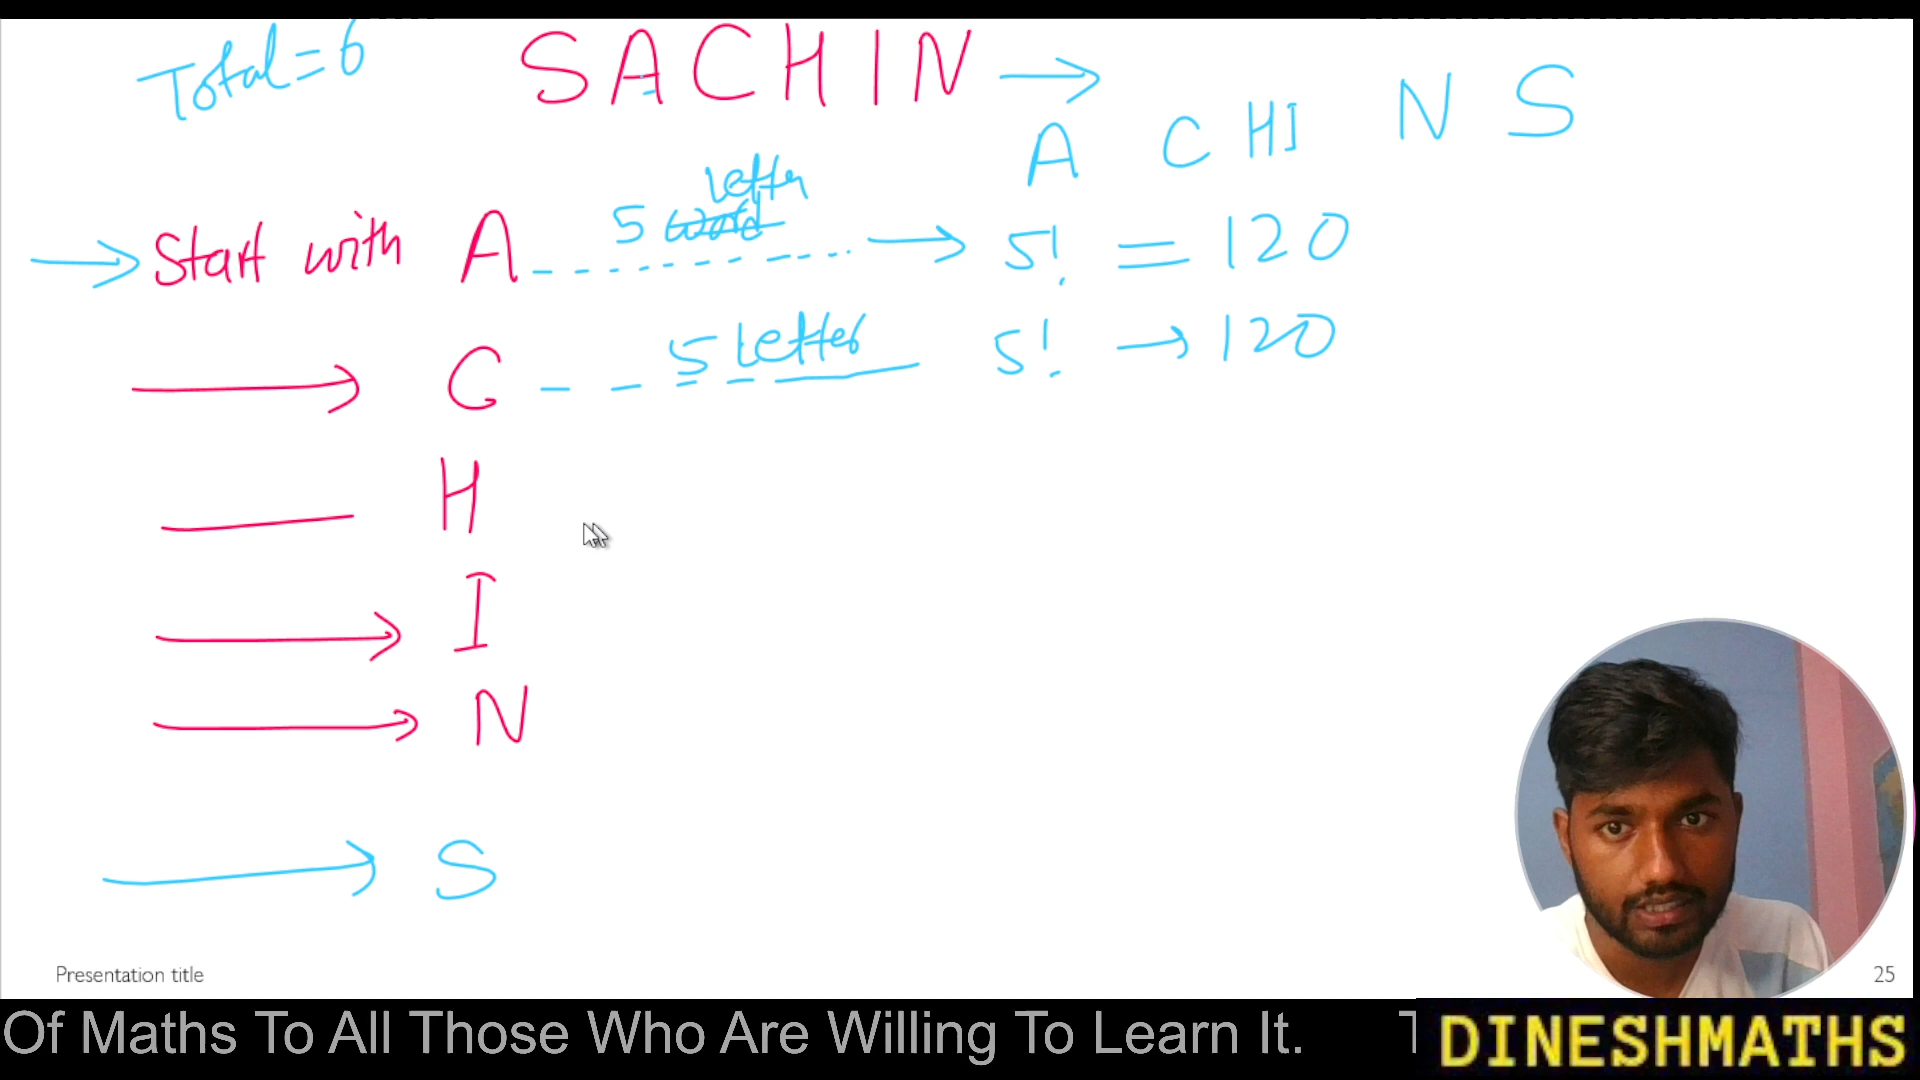 Total = 6
SACHIN →
A C H I N S
→ Start with A ------ 5 letter → 5! = 120
→ C ------ 5 Letter 5! → 120
H
→ I
→ N
→ S
Presentation title
25
Of Maths To All Those Who Are Willing To Learn It. T
DINESHMATHS